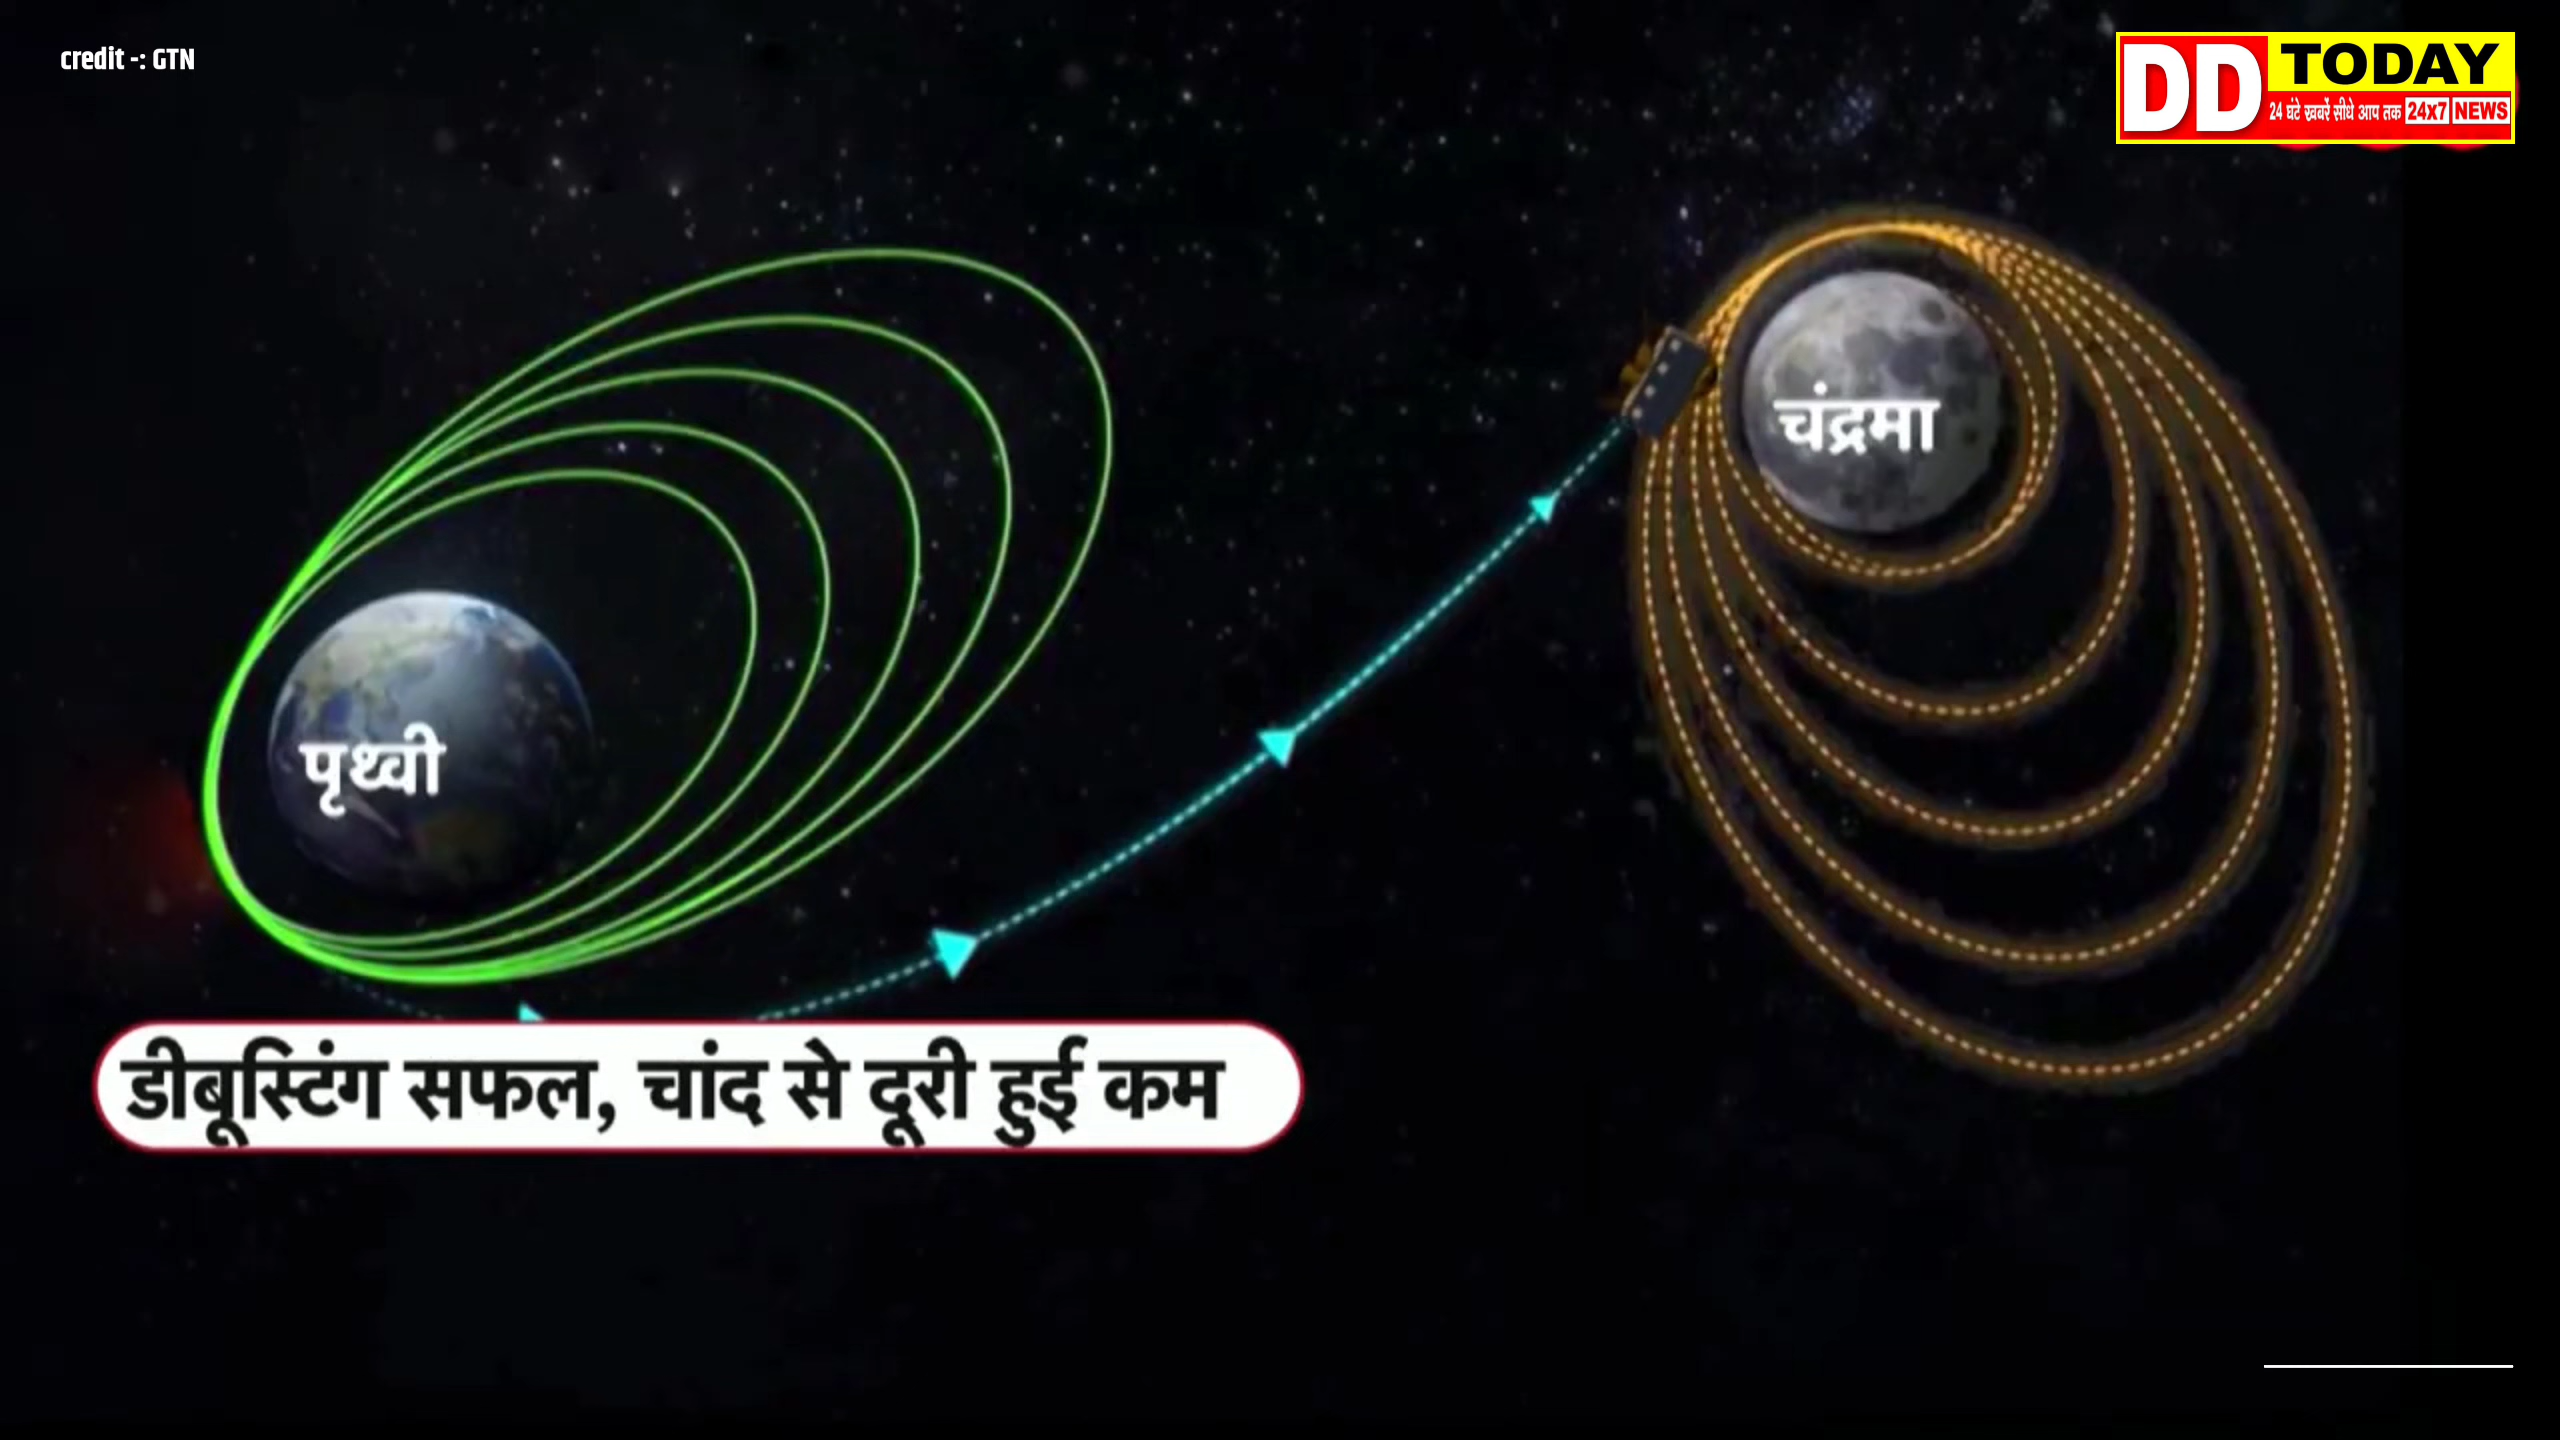 credit -: GTN
DD TODAY
24 घंटे खबरें सीधे आप तक 24x7 NEWS
चंद्रमा
पृथ्वी
डीबूस्टिंग सफल, चांद से दूरी हुई कम